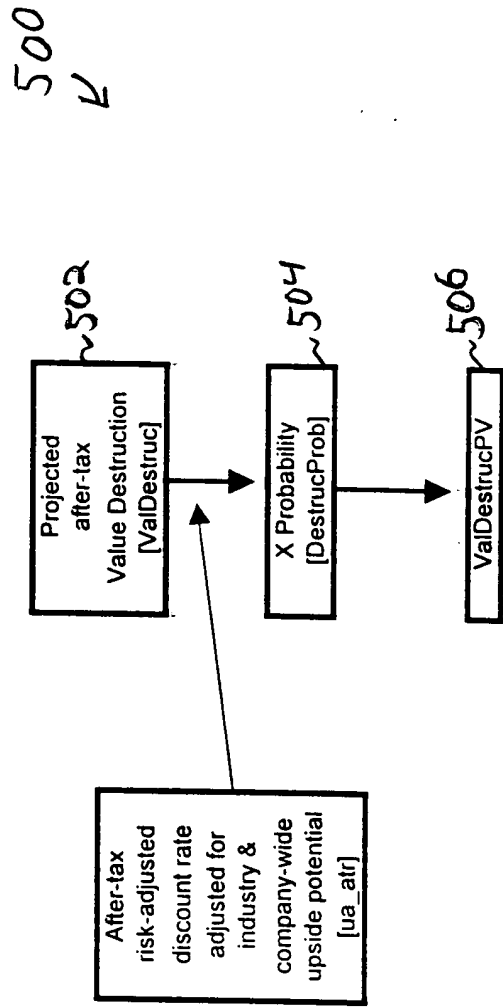 500
Projected
after-tax
Value Destruction
[ValDestruc]
~502
After-tax
risk-adjusted
discount rate
adjusted for
industry &
company-wide
upside potential
[ua_atr]
X Probability
[DestrucProb]
~504
ValDestrucPV
~506